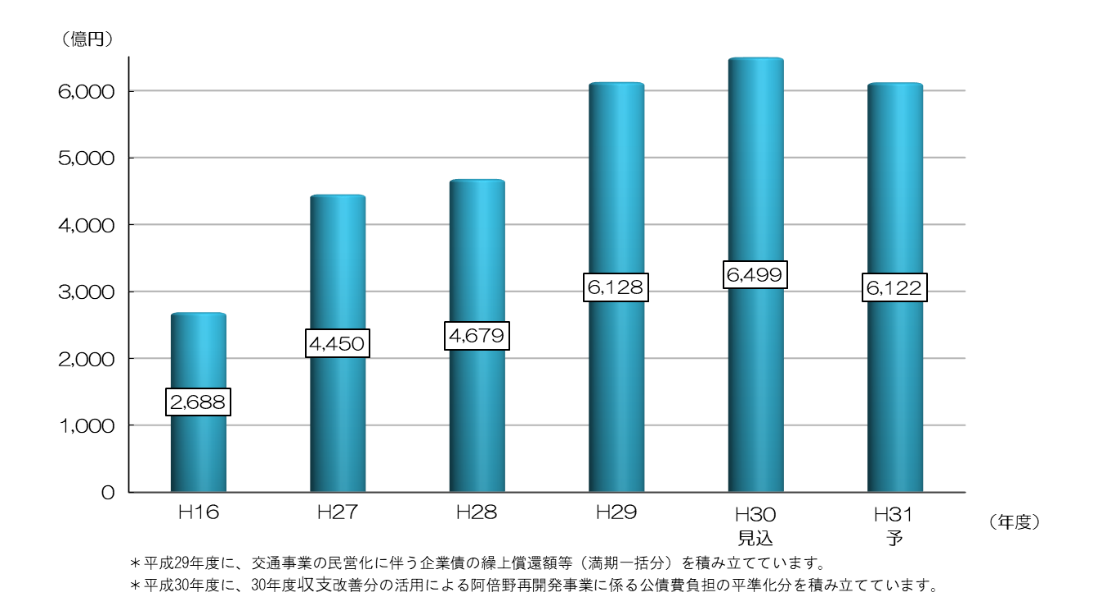 （億円）
6,000
5,000
4,000
3,000
2,000
1,000
0
2,688
4,450
4,679
6,128
6,499
6,122
H16
H27
H28
H29
H30
見込
H31
予
（年度）
＊平成29年度に、交通事業の民営化に伴う企業債の繰上償還額等（満期一括分）を積み立てています。
＊平成30年度に、30年度収支改善分の活用による阿倍野再開発事業に係る公債費負担の平準化分を積み立てています。